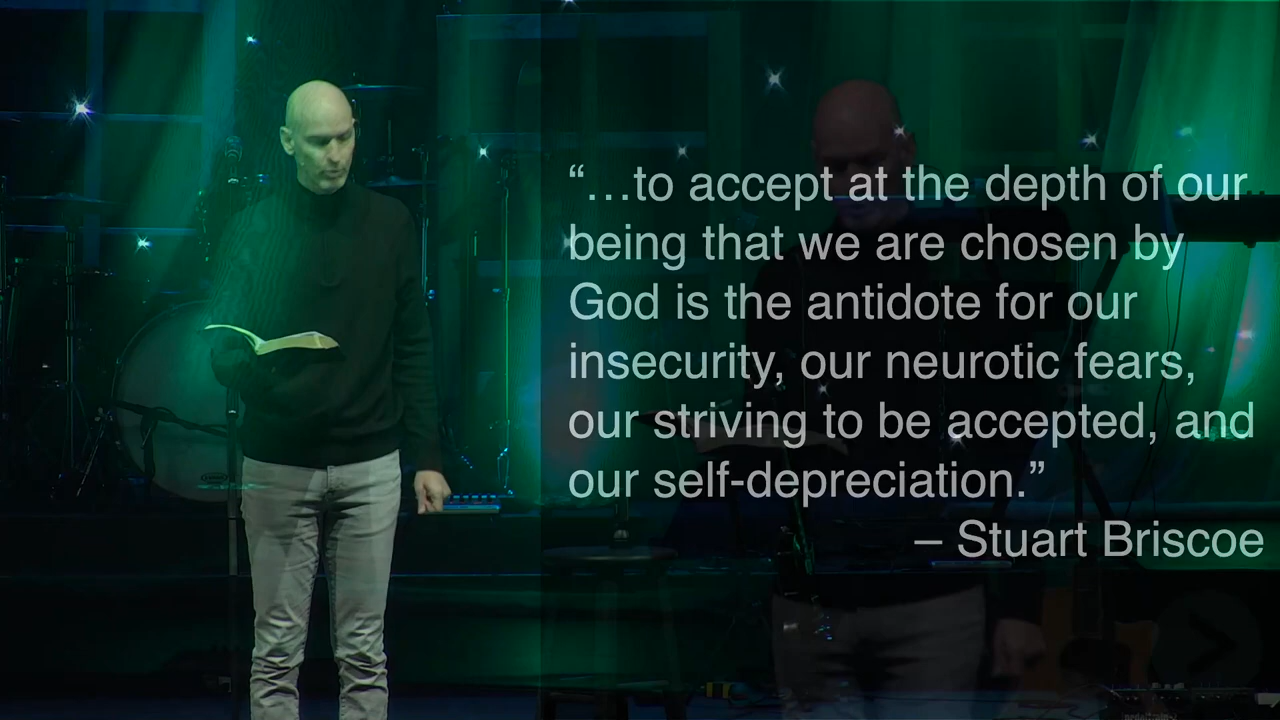 “…to accept at the depth of our
being that we are chosen by
God is the antidote for our
insecurity, our neurotic fears,
our striving to be accepted, and
our self-depreciation.”
– Stuart Briscoe